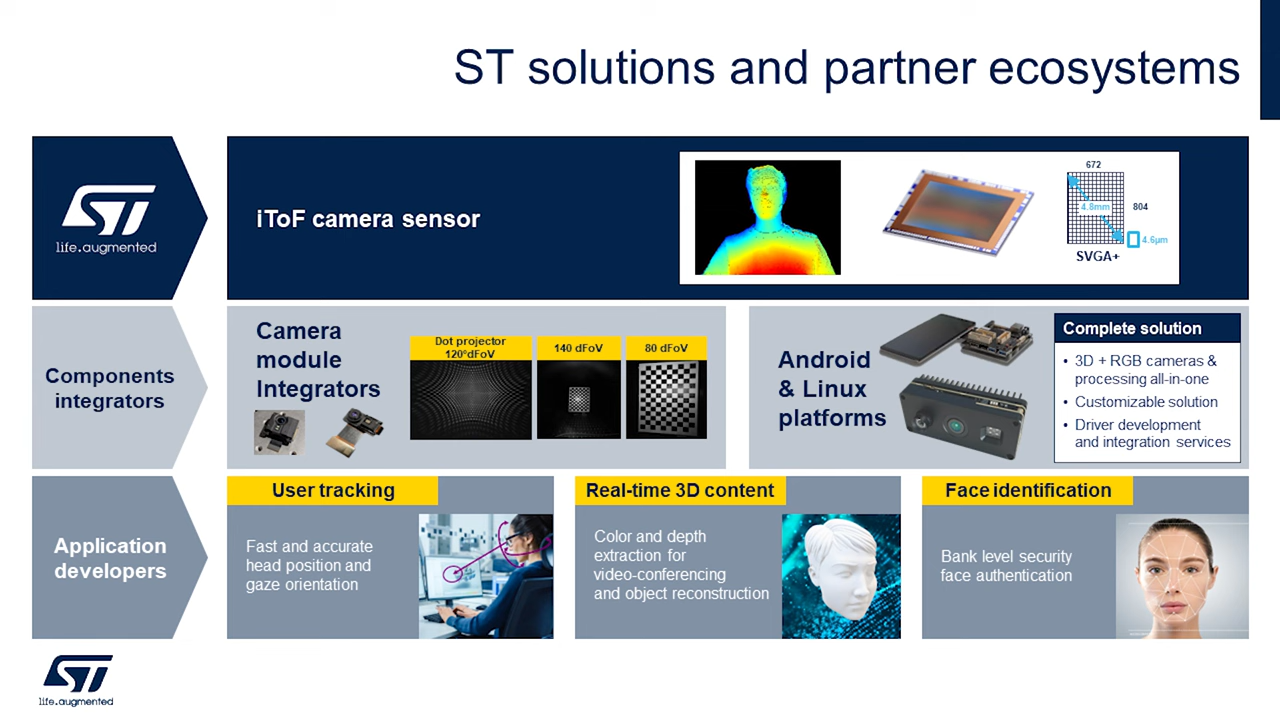 ST solutions and partner ecosystems
ST
life.augmented
iToF camera sensor
672
4.8mm
804
4.6µm
SVGA+
Components
integrators
Camera
module
Integrators
Dot projector
120°dFoV
140 dFoV
80 dFoV
Android
& Linux
platforms
Complete solution
• 3D + RGB cameras &
processing all-in-one
• Customizable solution
• Driver development
and integration services
Application
developers
User tracking
Fast and accurate
head position and
gaze orientation
Real-time 3D content
Color and depth
extraction for
video-conferencing
and object reconstruction
Face identification
Bank level security
face authentication
ST
life.augmented